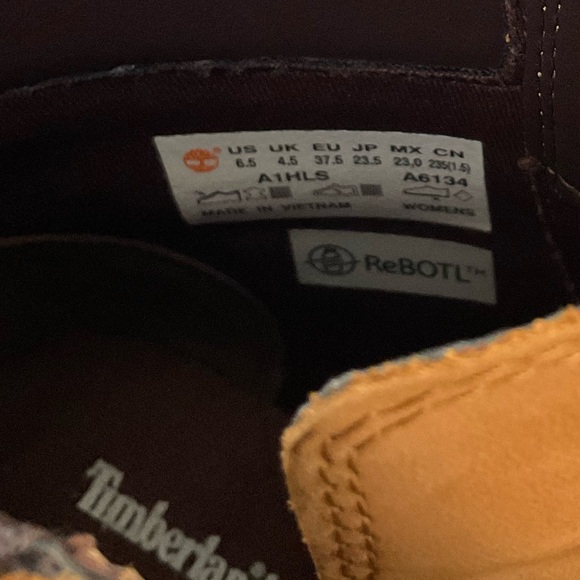 US UK EU JP MX CN
6.5 4.5 37.5 23.5 23.0 235(1.5)
A1HLS A6134
MADE IN VIETNAM WOMENS
ReBOTL™
Timberland